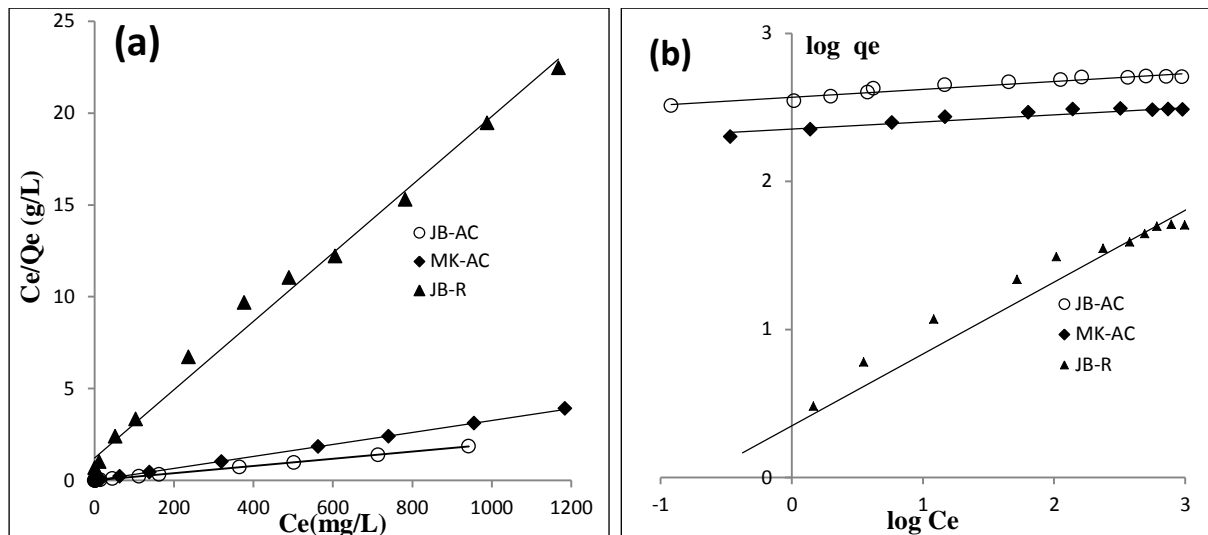 (a)
Ce/Qe (g/L)
25
20
15
10
5
0
0 200 400 600 800 1000 1200
Ce(mg/L)
JB-AC
MK-AC
JB-R
(b)
log qe
3
2
1
0
-1 0 1 2 3
log Ce
JB-AC
MK-AC
JB-R